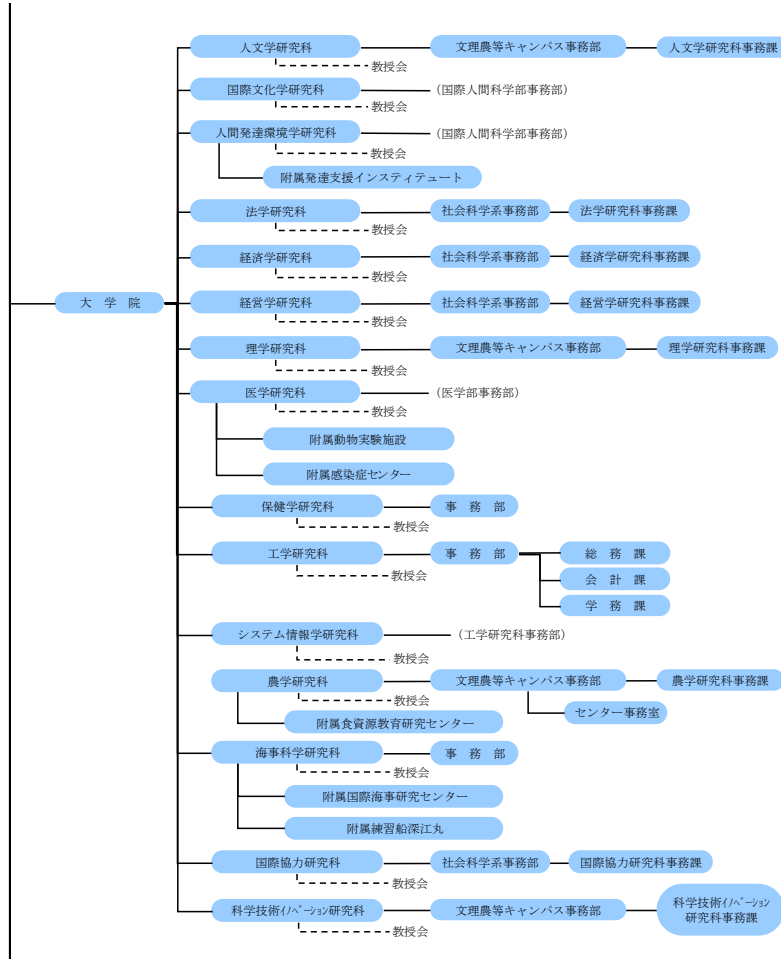 人文学研究科 文理農等キャンパス事務部 人文学研究科事務課
教授会
国際文化学研究科 (国際人間科学部事務部)
教授会
人間発達環境学研究科 (国際人間科学部事務部)
教授会
附属発達支援インスティテュート
法学研究科 社会科学系事務部 法学研究科事務課
教授会
経済学研究科 社会科学系事務部 経済学研究科事務課
教授会
大 学 院 経営学研究科 社会科学系事務部 経営学研究科事務課
教授会
理学研究科 文理農等キャンパス事務部 理学研究科事務課
教授会
医学研究科 (医学部事務部)
教授会
附属動物実験施設
附属感染症センター
保健学研究科 事 務 部
教授会
工学研究科 事 務 部 総 務 課
教授会
会 計 課
学 務 課
システム情報学研究科 (工学研究科事務部)
教授会
農学研究科 文理農等キャンパス事務部 農学研究科事務課
教授会
センター事務室
附属食資源教育研究センター
海事科学研究科 事 務 部
教授会
附属国際海事研究センター
附属練習船深江丸
国際協力研究科 社会科学系事務部 国際協力研究科事務課
教授会
科学技術ｲﾉﾍﾞｰｼｮﾝ研究科 文理農等キャンパス事務部 科学技術ｲﾉﾍﾞｰｼｮﾝ
研究科事務課
教授会